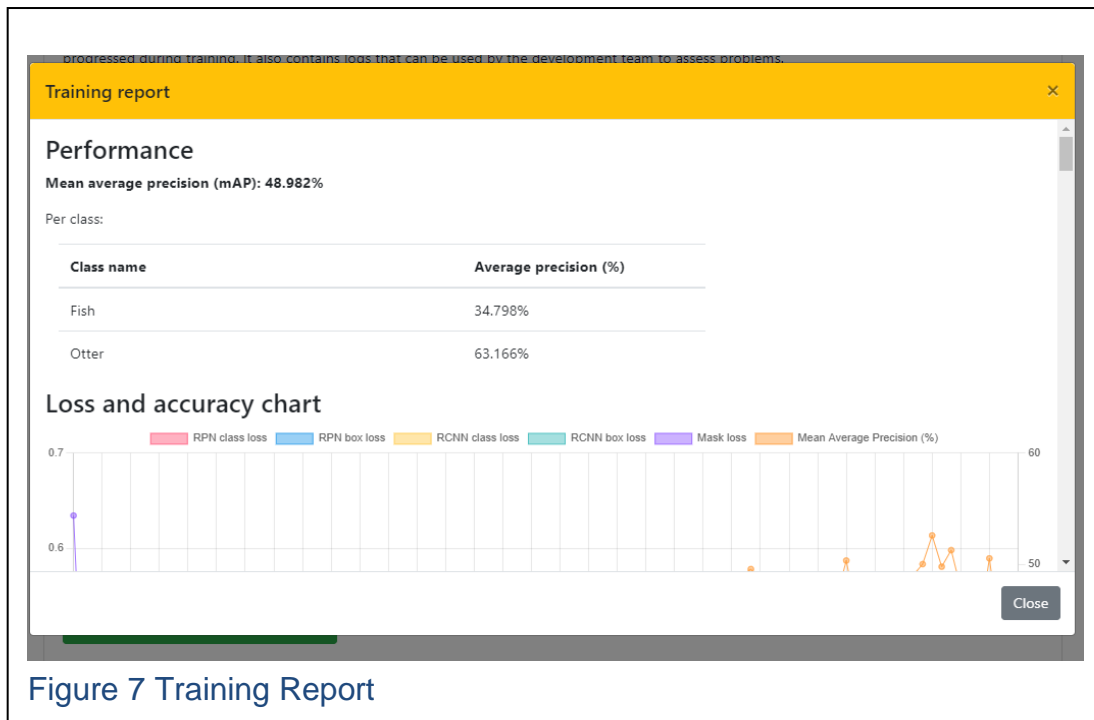 progressed during training. It also contains logs that can be used by the development team to assess problems.
Training report ×
Performance
Mean average precision (mAP): 48.982%
Per class:
Class name Average precision (%)
Fish 34.798%
Otter 63.166%
Loss and accuracy chart
RPN class loss RPN box loss RCNN class loss RCNN box loss Mask loss Mean Average Precision (%)
0.7 60
0.6 50
Close
Figure 7 Training Report